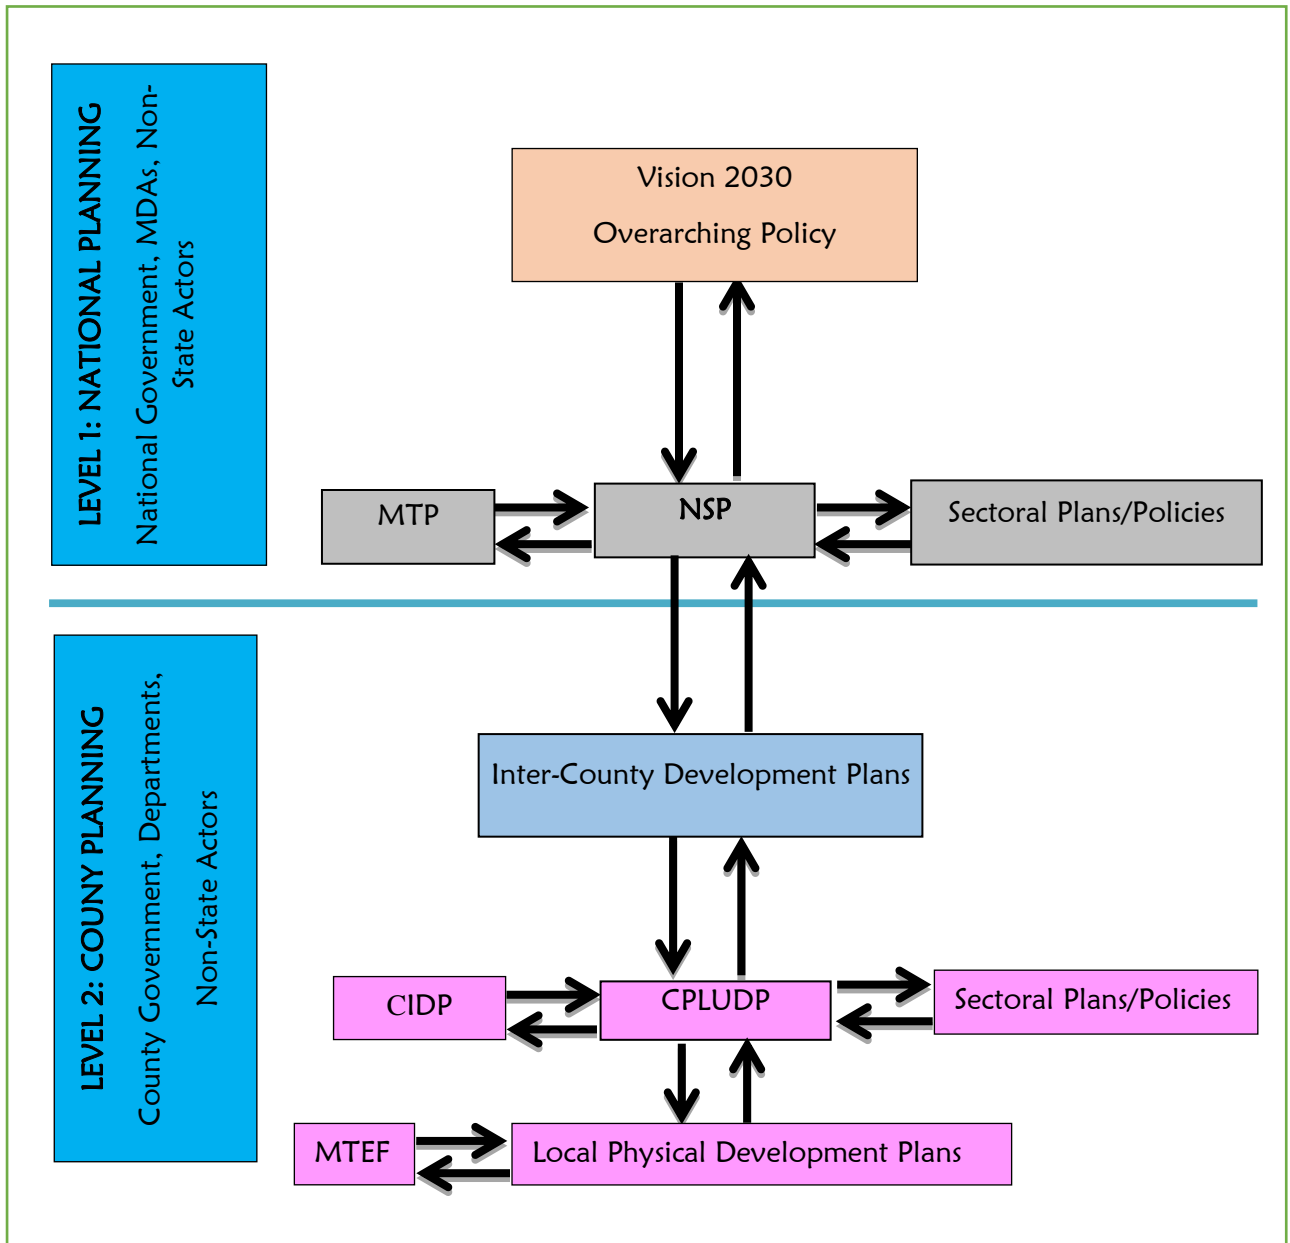 LEVEL 1: NATIONAL PLANNING
National Government, MDAs, Non-
State Actors
Vision 2030
Overarching Policy
MTP
NSP
Sectoral Plans/Policies
LEVEL 2: COUNY PLANNING
County Government, Departments,
Non-State Actors
Inter-County Development Plans
CIDP
CPLUDP
Sectoral Plans/Policies
MTEF
Local Physical Development Plans